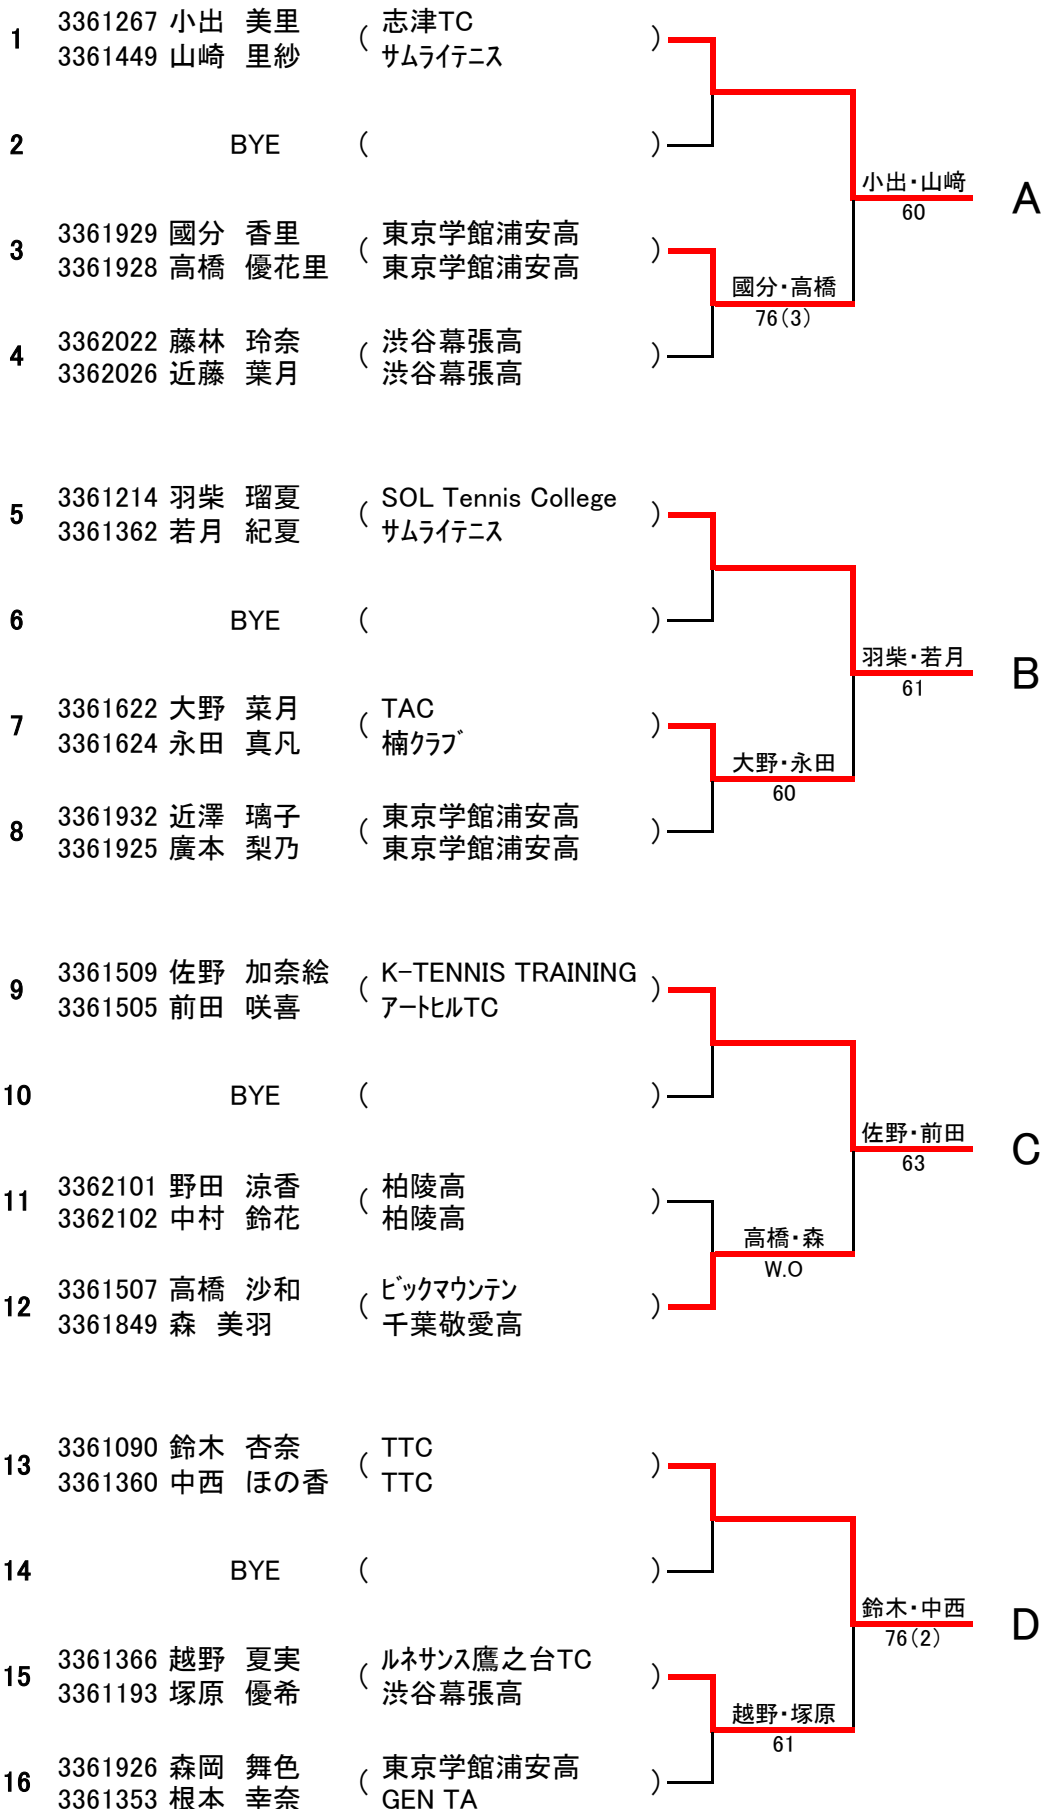 1 3361267 小出 美里 ( 志津TC )
3361449 山崎 里紗 サムライテニス
2 BYE ( )
小出・山﨑 A
60
3 3361929 國分 香里 ( 東京学館浦安高 )
3361928 高橋 優花里 東京学館浦安高
國分・高橋
76(3)
4 3362022 藤林 玲奈 ( 渋谷幕張高 )
3362026 近藤 葉月 渋谷幕張高
5 3361214 羽柴 瑠夏 ( SOL Tennis College )
3361362 若月 紀夏 サムライテニス
6 BYE ( )
羽柴・若月 B
61
7 3361622 大野 菜月 ( TAC )
3361624 永田 真凡 楠クラブ
大野・永田
60
8 3361932 近澤 璃子 ( 東京学館浦安高 )
3361925 廣本 梨乃 東京学館浦安高
9 3361509 佐野 加奈絵 ( K-TENNIS TRAINING )
3361505 前田 咲喜 アートヒルTC
10 BYE ( )
佐野・前田 C
63
11 3362101 野田 涼香 ( 柏陵高 )
3362102 中村 鈴花 柏陵高
高橋・森
W.O
12 3361507 高橋 沙和 ( ビックマウンテン )
3361849 森 美羽 千葉敬愛高
13 3361090 鈴木 杏奈 ( TTC )
3361360 中西 ほの香 TTC
14 BYE ( )
鈴木・中西 D
76(2)
15 3361366 越野 夏実 ( ルネサンス鷹之台TC )
3361193 塚原 優希 渋谷幕張高
越野・塚原
61
16 3361926 森岡 舞色 ( 東京学館浦安高 )
3361353 根本 幸奈 GEN TA